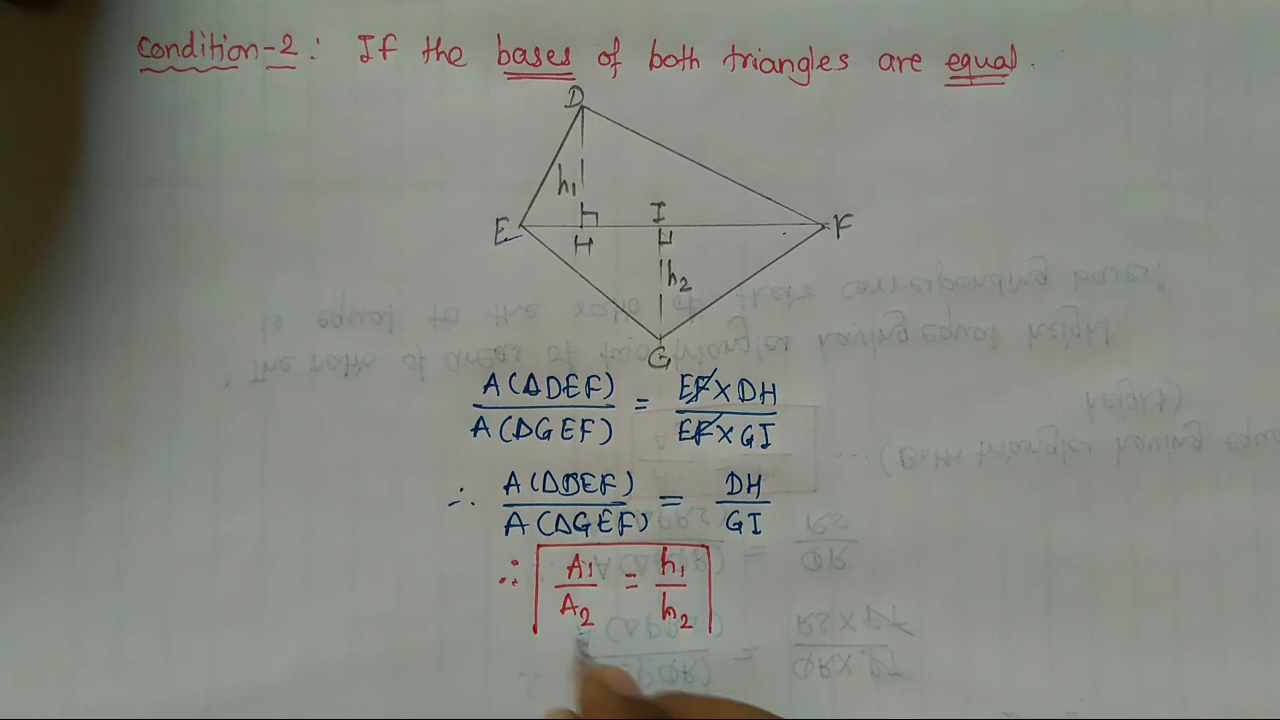 Condition-2: If the bases of both triangles are equal.
D
h₁
E H I F
h₂
G
A(ΔDEF) / A(ΔGEF) = EF X DH / EF X GI
∴ A(ΔDEF) / A(ΔGEF) = DH / GI
∴ A₁ / A₂ = h₁ / h₂